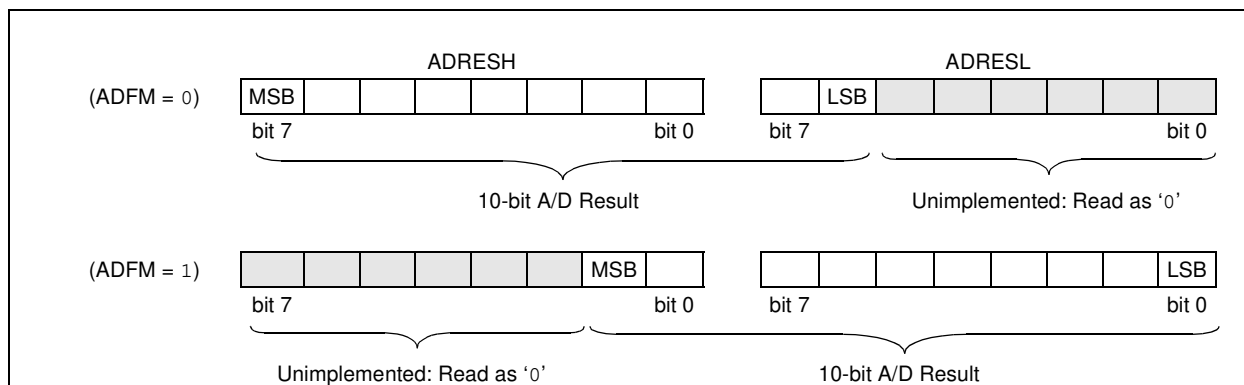 ADRESH ADRESL
(ADFM = 0) MSB LSB
bit 7 bit 0 bit 7 bit 0
10-bit A/D Result Unimplemented: Read as ‘0’
(ADFM = 1) MSB LSB
bit 7 bit 0 bit 7 bit 0
Unimplemented: Read as ‘0’ 10-bit A/D Result